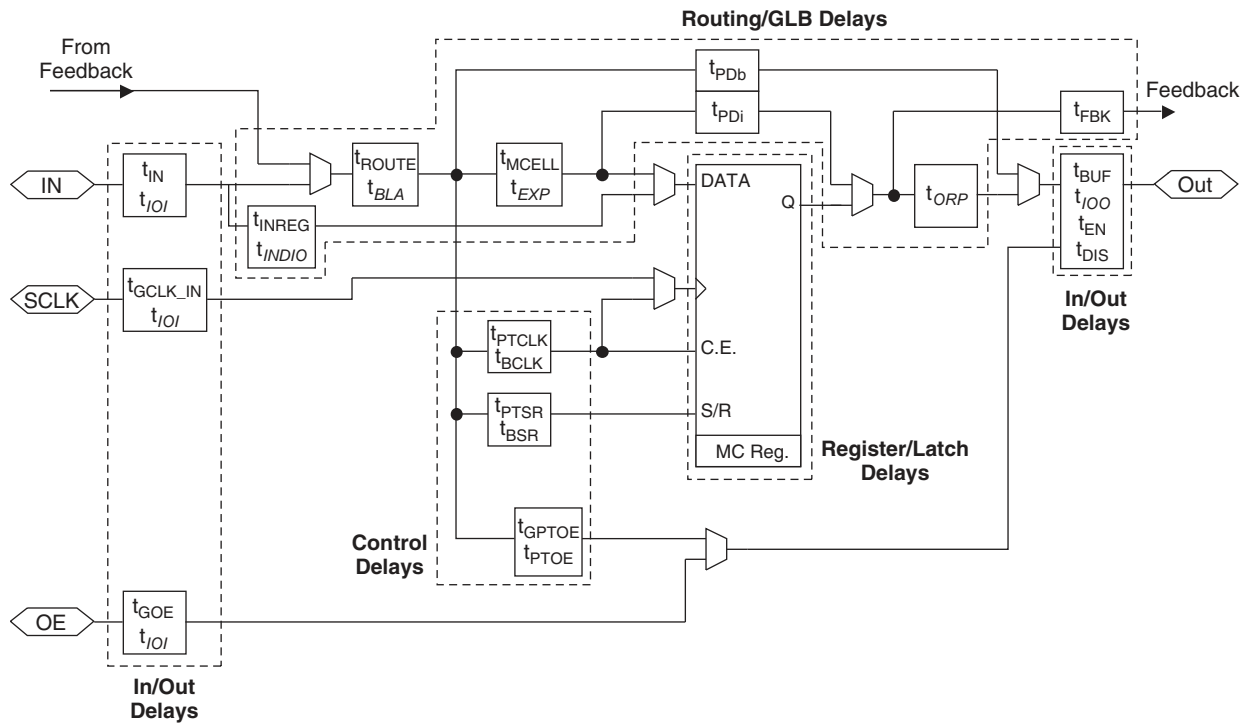 Routing/GLB Delays
From
Feedback
tPDb
tPDi
tFBK
Feedback
IN
tIN
tIOI
tROUTE
tBLA
tMCELL
tEXP
tINREG
tINDIO
DATA
Q
tORP
tBUF
tIOO
tEN
tDIS
Out
In/Out
Delays
SCLK
tGCLK_IN
tIOI
tPTCLK
tBCLK
C.E.
tPTSR
tBSR
S/R
MC Reg.
Register/Latch
Delays
Control
Delays
tGPTOE
tPTOE
OE
tGOE
tIOI
In/Out
Delays